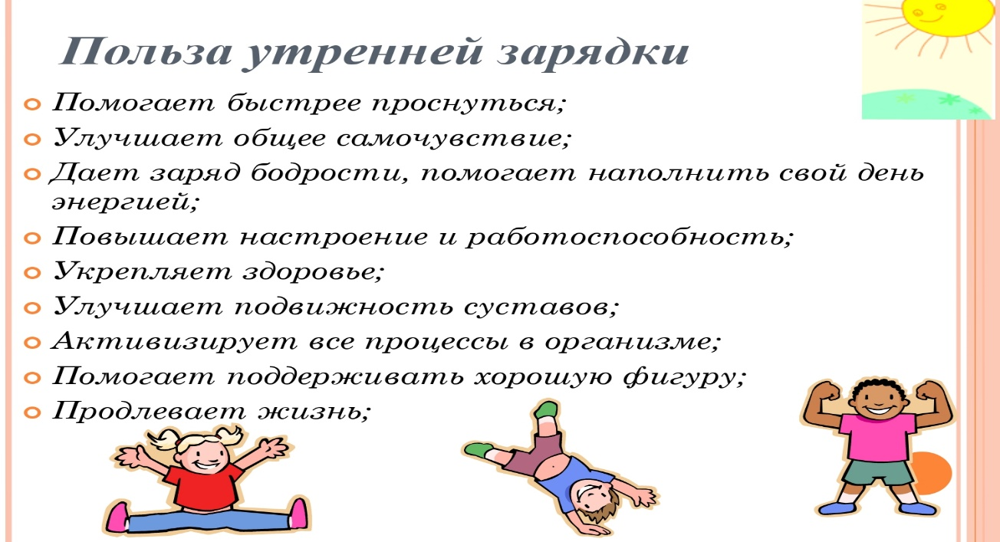 Польза утренней зарядки
Помогает быстрее проснуться;
Улучшает общее самочувствие;
Дает заряд бодрости, помогает наполнить свой день
энергией;
Повышает настроение и работоспособность;
Укрепляет здоровье;
Улучшает подвижность суставов;
Активизирует все процессы в организме;
Помогает поддерживать хорошую фигуру;
Продлевает жизнь;